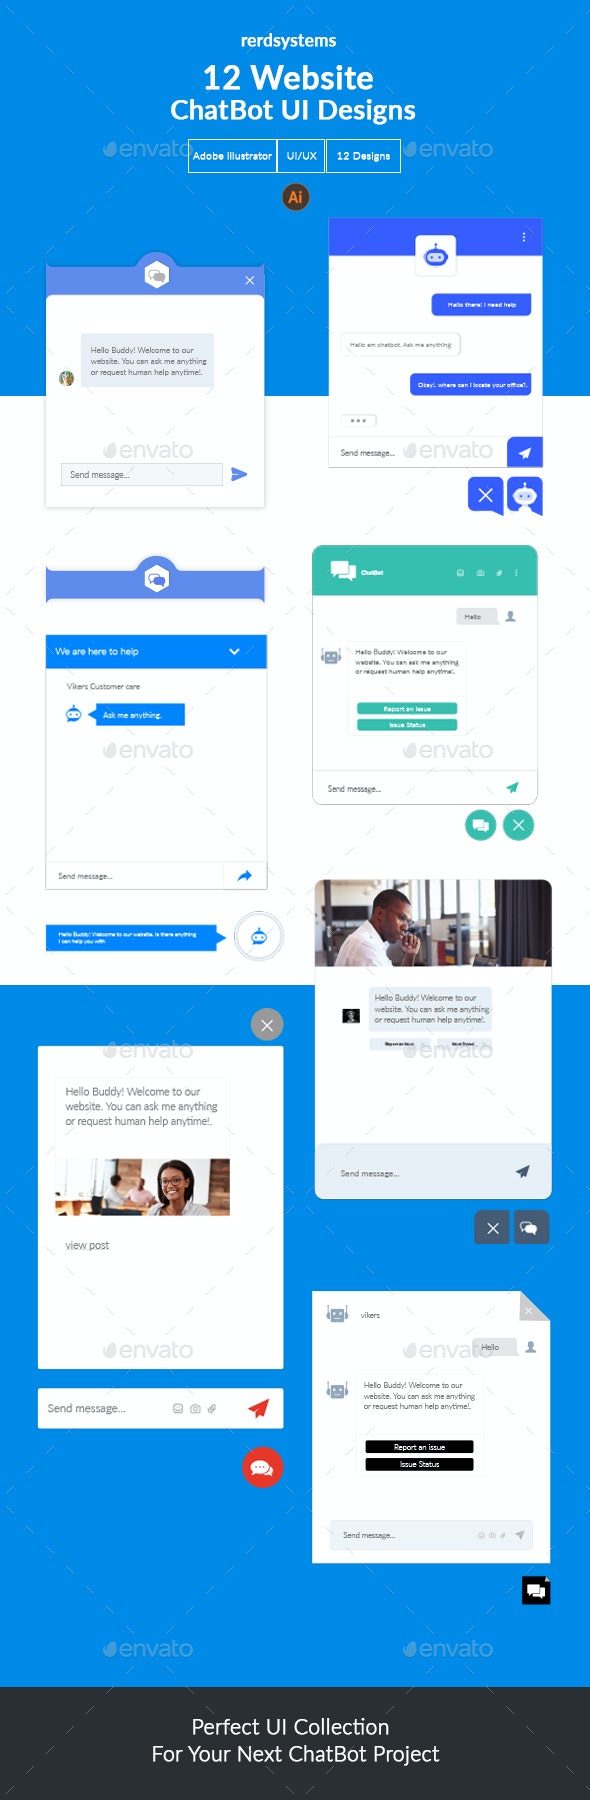 rerdsystems
12 Website
ChatBot UI Designs
Adobe illustrator
UI/UX
12 Designs
Ai
Hello Buddy! Welcome to our
website. You can ask me anything
or request human help anytime!.
Send message...
Hello there! I need help
Hello am chatbot. Ask me anything
Okay!. where can I locate your office?.
Send message...
We are here to help
Vikers Customer care
Ask me anything.
Send message...
Hello Buddy! Welcome to our website. Is there anything
I can help you with
ChatBot
Hello
Hello Buddy! Welcome to our
website. You can ask me anything
or request human help anytime!.
Report an Issue
Issue Status
Send message...
Hello Buddy! Welcome to our
website. You can ask me anything
or request human help anytime!.
Send message...
Hello Buddy! Welcome to our
website. You can ask me anything
or request human help anytime!.
view post
Send message...
vikers
Hello
Hello Buddy! Welcome to our
website. You can ask me anything
or request human help anytime!.
Report an issue
Issue Status
Send message...
Perfect UI Collection
For Your Next ChatBot Project
envato
envato
envato
envato
envato
envato
envato
envato
envato
envato
envato
envato